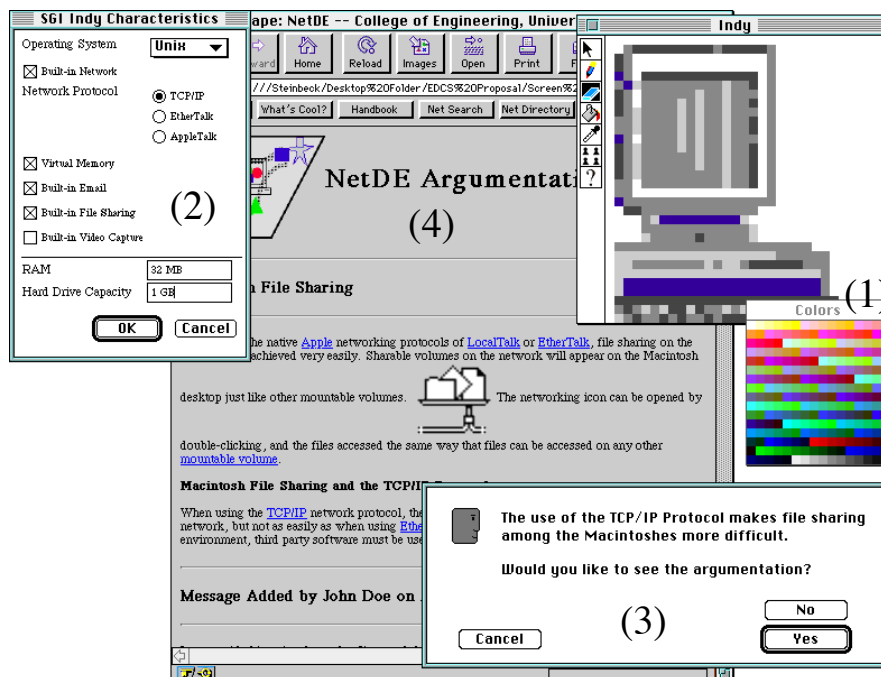 SGI Indy Characteristics
Operating System
Unix
Built-in Network
Network Protocol
TCP/IP
EtherTalk
AppleTalk
Virtual Memory
Built-in Email
Built-in File Sharing
Built-in Video Capture
(2)
RAM
32 MB
Hard Drive Capacity
1 GB
OK
Cancel
ape: NetDE -- College of Engineering, Univer
ward
Home
Reload
Images
Open
Print
F
///Steinbeck/Desktop%20Folder/EDCS%20Proposal/Screen%2
What's Cool?
Handbook
Net Search
Net Directory
NetDE Argumentati
(4)
n File Sharing
the native Apple networking protocols of LocalTalk or EtherTalk, file sharing on the
achieved very easily. Sharable volumes on the network will appear on the Macintosh
desktop just like other mountable volumes.
The networking icon can be opened by
double-clicking, and the files accessed the same way that files can be accessed on any other
mountable volume.
Macintosh File Sharing and the TCP/IP
When using the TCP/IP network protocol, the
network, but not as easily as when using Ethe
environment, third party software must be use
Message Added by John Doe on
Indy
?
(1)
Colors
The use of the TCP/IP Protocol makes file sharing
among the Macintoshes more difficult.
Would you like to see the argumentation?
(3)
No
Cancel
Yes